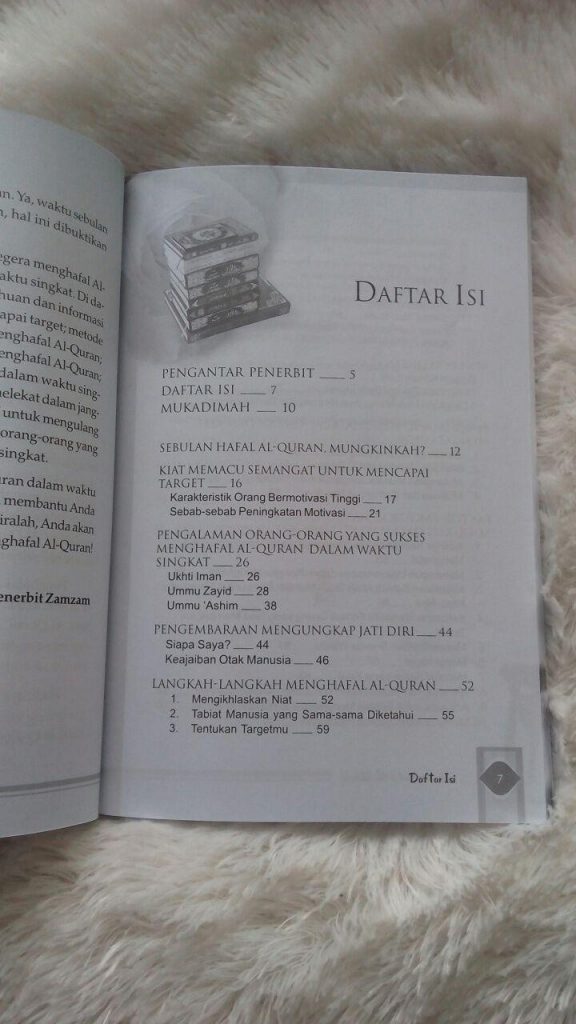 n. Ya, waktu sebulan
, hal ini dibuktikan
egera menghafal Al-
aktu singkat. Di da-
huan dan informasi
apai target; metode
enghafal Al-Quran;
enghafal Al-Quran;
dalam waktu sing-
elekat dalam jang-
untuk mengulang
orang-orang yang
singkat.
uran dalam waktu
membantu Anda
iralah, Anda akan
ghafal Al-Quran!
enerbit Zamzam
DAFTAR ISI
PENGANTAR PENERBIT ____ 5
DAFTAR ISI ____ 7
MUKADIMAH ___ 10
SEBULAN HAFAL AL-QURAN, MUNGKINKAH? ___ 12
KIAT MEMACU SEMANGAT UNTUK MENCAPAI
TARGET ___ 16
Karakteristik Orang Bermotivasi Tinggi ___ 17
Sebab-sebab Peningkatan Motivasi ___ 21
PENGALAMAN ORANG-ORANG YANG SUKSES
MENGHAFAL AL-QURAN DALAM WAKTU
SINGKAT ___ 26
Ukhti Iman ___ 26
Ummu Zayid ___ 28
Ummu 'Ashim ___ 38
PENGEMBARAAN MENGUNGKAP JATI DIRI ___ 44
Siapa Saya? ___ 44
Keajaiban Otak Manusia ___ 46
LANGKAH-LANGKAH MENGHAFAL AL-QURAN ___ 52
1. Mengikhlaskan Niat ___ 52
2. Tabiat Manusia yang Sama-sama Diketahui ___ 55
3. Tentukan Targetmu ___ 59
Daftar Isi
7